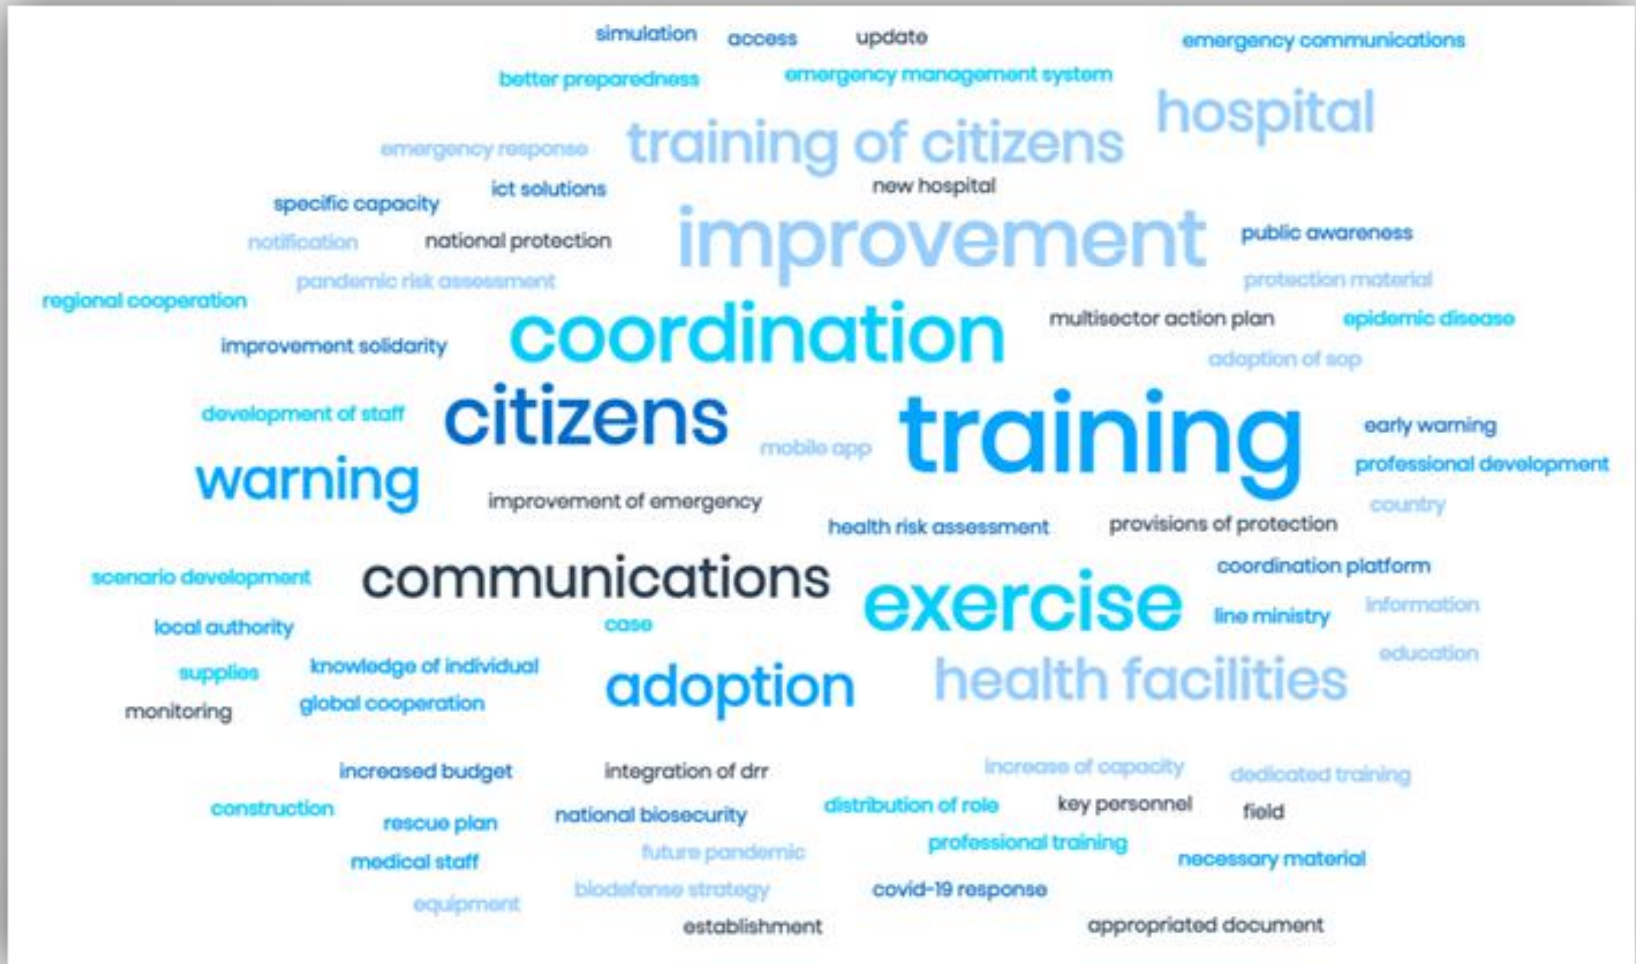 simulation
access
update
emergency communications
better preparedness
emergency management system
hospital
training of citizens
emergency response
ict solutions
new hospital
specific capacity
notification
national protection
improvement
public awareness
pandemic risk assessment
protection material
regional cooperation
coordination
multisector action plan
epidemic disease
improvement solidarity
adoption of sop
development of staff
citizens
mobile app
training
early warning
professional development
warning
improvement of emergency
country
health risk assessment
provisions of protection
scenario development
communications
coordination platform
exercise
information
local authority
case
line ministry
supplies
knowledge of individual
adoption
health facilities
education
monitoring
global cooperation
increased budget
integration of drr
increase of capacity
dedicated training
construction
rescue plan
national biosecurity
distribution of role
key personnel
field
medical staff
future pandemic
professional training
necessary material
equipment
biodefense strategy
covid-19 response
establishment
appropriated document